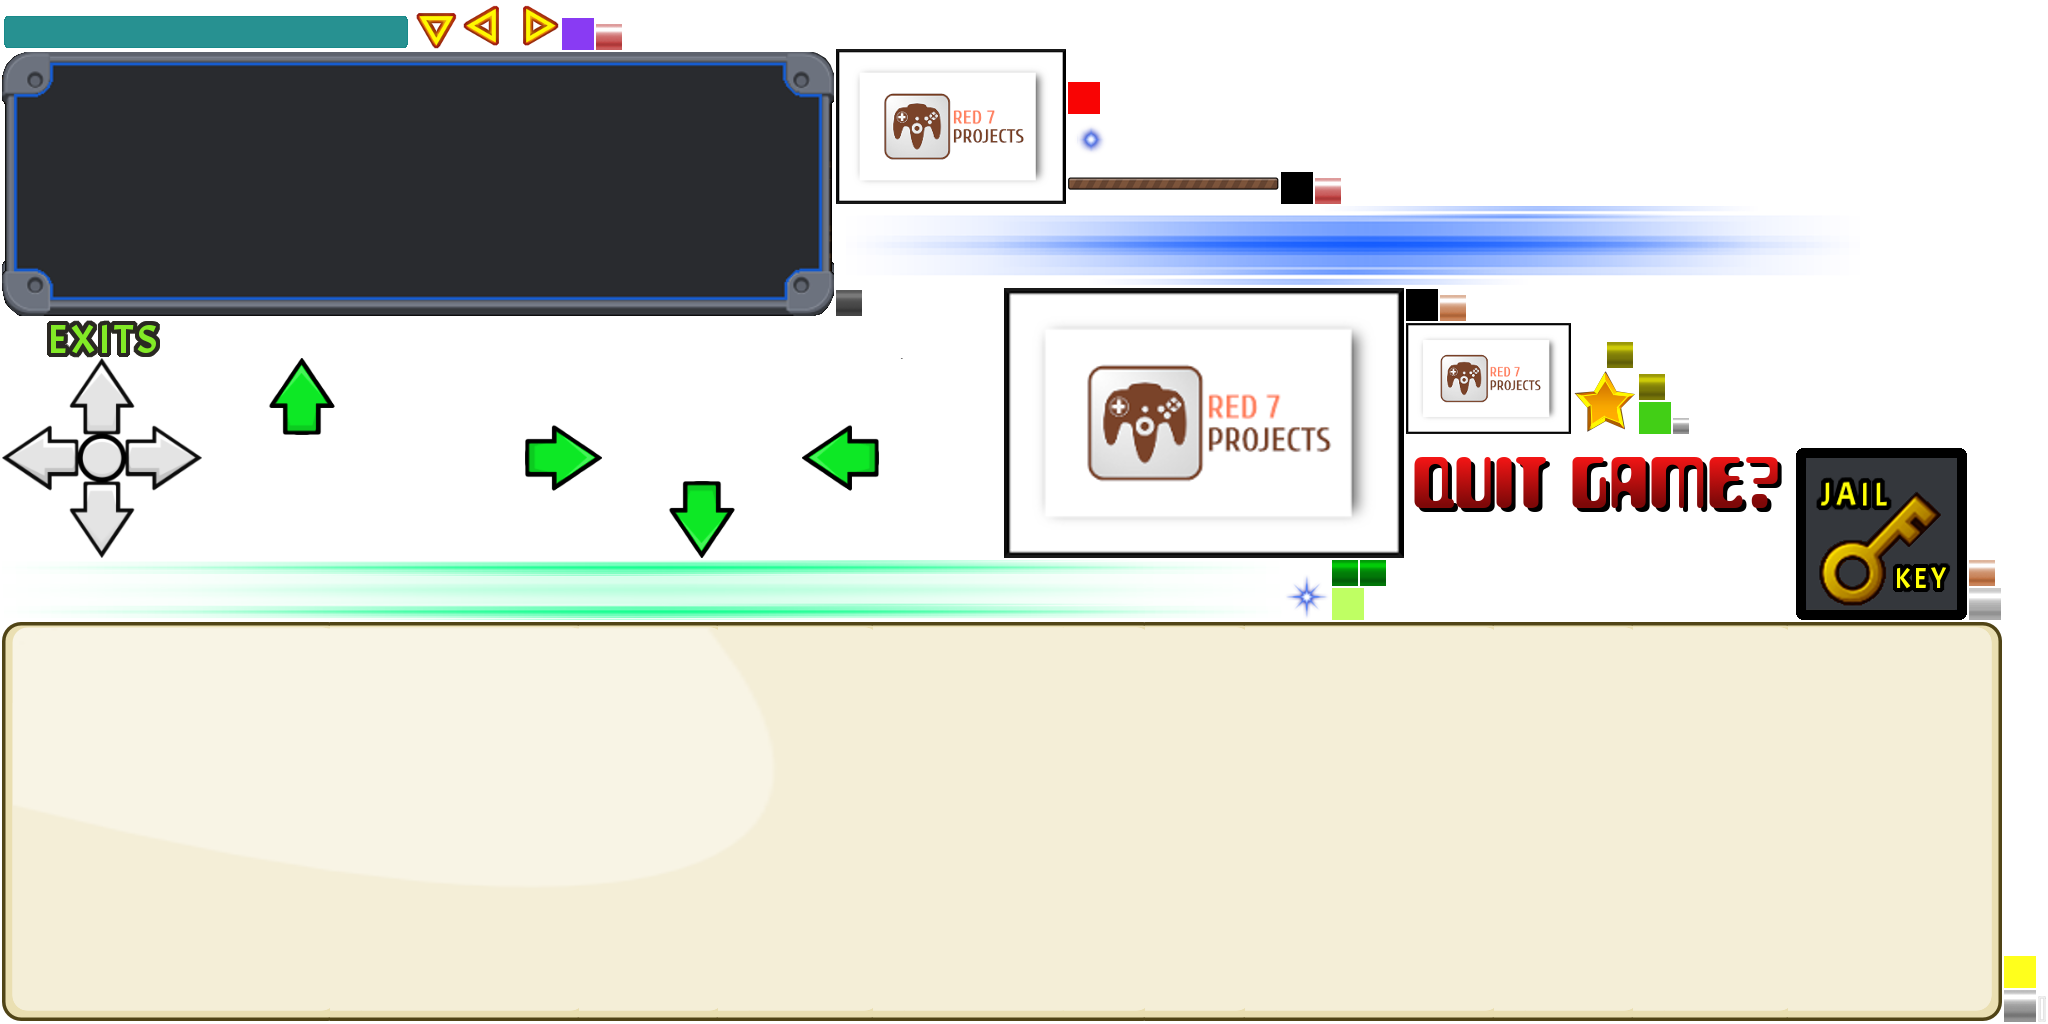 RED 7
PROJECTS
EXITS
RED 7
PROJECTS
RED 7
PROJECTS
QUIT GAME?
JAIL
KEY